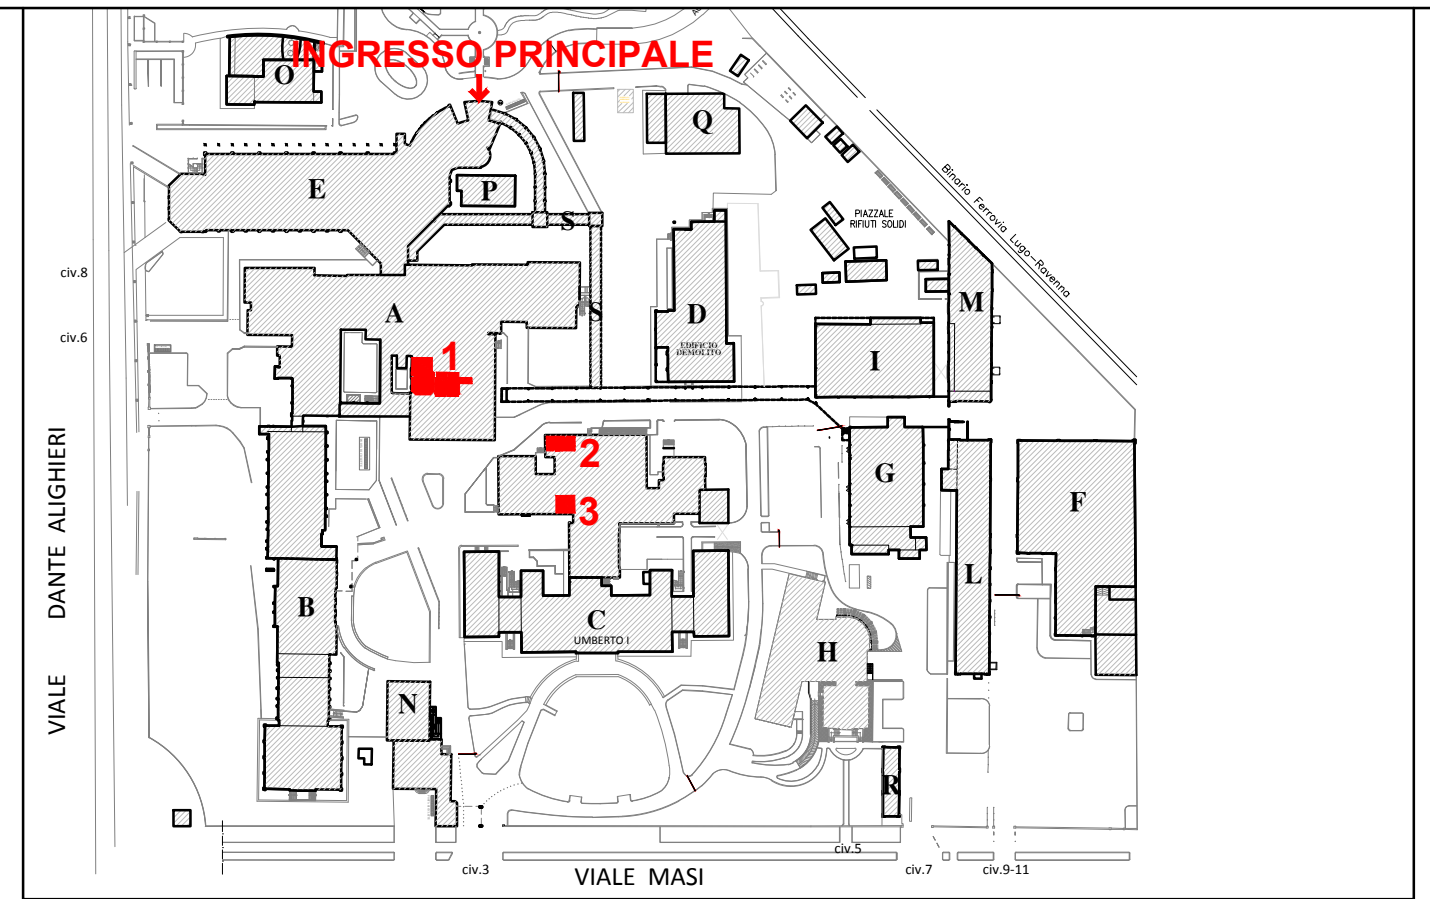 INGRESSO PRINCIPALE
O
Q
E
P
S
PIAZZALE
RIFIUTI SOLIDI
Binario Ferrovia Lugo-Ravenna
civ.8
A
S
D
M
civ.6
EDIFICIO
DEMOLITO
1
I
VIALE DANTE ALIGHIERI
2
G
3
F
L
B
C
UMBERTO I
H
N
R
civ.5
civ.3
VIALE MASI
civ.7
civ.9-11